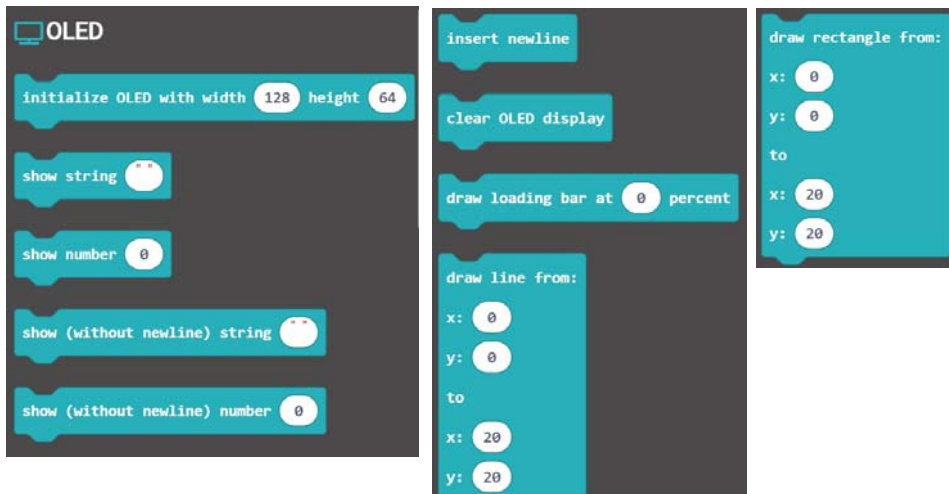 OLED
initialize OLED with width 128 height 64
show string " "
show number 0
show (without newline) string " "
show (without newline) number 0
insert newline
clear OLED display
draw loading bar at 0 percent
draw line from:
x: 0
y: 0
to
x: 20
y: 20
draw rectangle from:
x: 0
y: 0
to
x: 20
y: 20